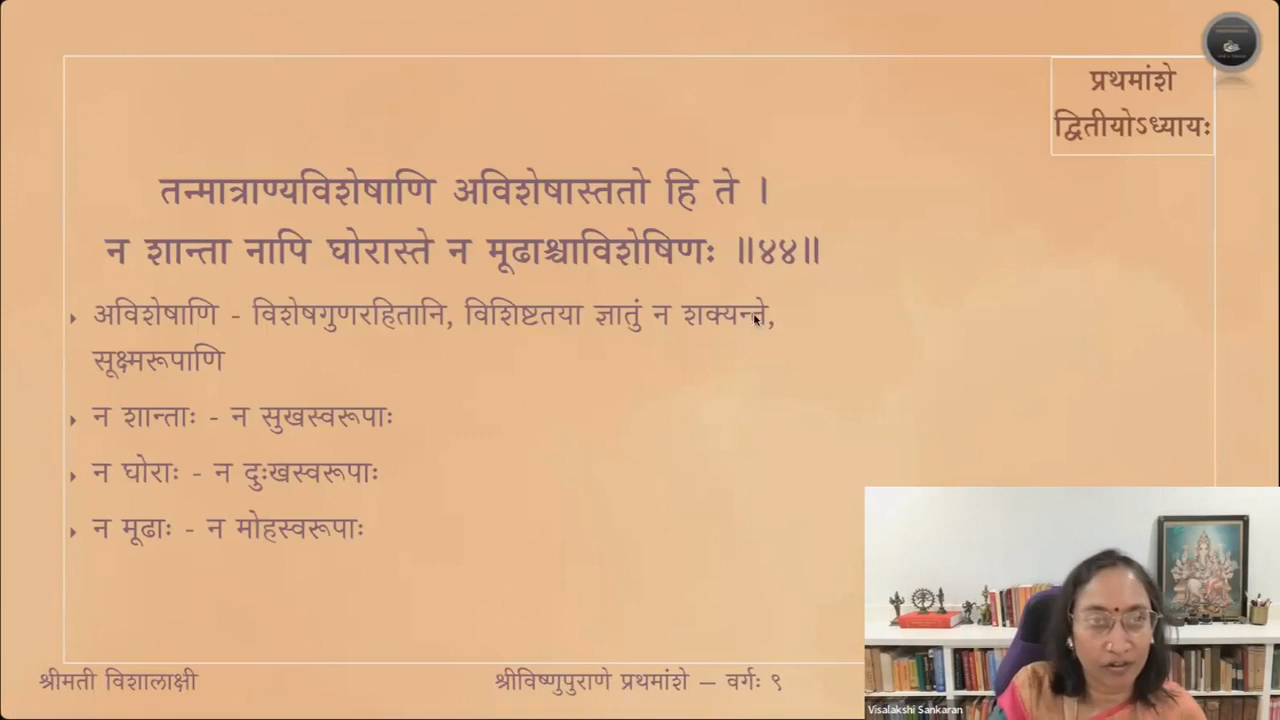 प्रथमांशे
द्वितीयोऽध्यायः
तन्मात्राण्यविशेषाणि अविशेषास्ततो हि ते ।
न शान्ता नापि घोरास्ते न मूढाश्चाविशेषिणः ॥४४॥
अविशेषाणि - विशेषगुणरहितानि, विशिष्टतया ज्ञातुं न शक्यन्ते,
सूक्ष्मरूपाणि
न शान्ताः - न सुखस्वरूपाः
न घोराः - न दुःखस्वरूपाः
न मूढाः - न मोहस्वरूपाः
श्रीमती विशालाक्षी
श्रीविष्णुपुराणे प्रथमांशे – वर्गः ९
Visalakshi Sankaran